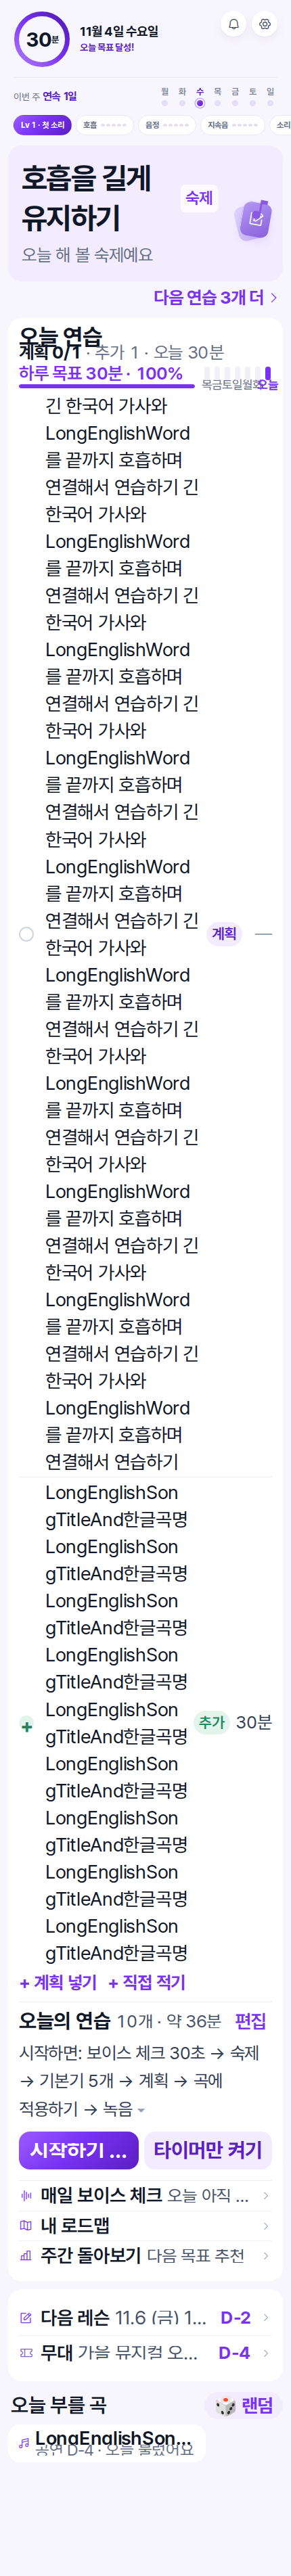 30분
11월 4일 수요일
오늘 목표 달성!
이번 주 연속 1일
월 화 수 목 금 토 일
Lv 1 · 첫 소리 호흡 음정 지속음 소리
호흡을 길게
유지하기
숙제
오늘 해 볼 숙제예요
다음 연습 3개 더
오늘 연습
계획 0/1 · 추가 1 · 오늘 30분
하루 목표 30분 · 100%
목금토일월화오늘
긴 한국어 가사와
LongEnglishWord
를 끝까지 호흡하며
연결해서 연습하기 긴
한국어 가사와
LongEnglishWord
를 끝까지 호흡하며
연결해서 연습하기 긴
한국어 가사와
LongEnglishWord
를 끝까지 호흡하며
연결해서 연습하기 긴
한국어 가사와
LongEnglishWord
를 끝까지 호흡하며
연결해서 연습하기 긴
한국어 가사와
LongEnglishWord
를 끝까지 호흡하며
연결해서 연습하기 긴
한국어 가사와
LongEnglishWord
를 끝까지 호흡하며
연결해서 연습하기 긴
한국어 가사와
LongEnglishWord
를 끝까지 호흡하며
연결해서 연습하기 긴
한국어 가사와
LongEnglishWord
를 끝까지 호흡하며
연결해서 연습하기 긴
한국어 가사와
LongEnglishWord
를 끝까지 호흡하며
연결해서 연습하기 긴
한국어 가사와
LongEnglishWord
를 끝까지 호흡하며
연결해서 연습하기
계획 —
LongEnglishSon
gTitleAnd한글곡명
LongEnglishSon
gTitleAnd한글곡명
LongEnglishSon
gTitleAnd한글곡명
LongEnglishSon
gTitleAnd한글곡명
LongEnglishSon
gTitleAnd한글곡명
LongEnglishSon
gTitleAnd한글곡명
LongEnglishSon
gTitleAnd한글곡명
LongEnglishSon
gTitleAnd한글곡명
LongEnglishSon
gTitleAnd한글곡명
추가 30분
+ 계획 넣기 + 직접 적기
오늘의 연습 10개 · 약 36분 편집
시작하면: 보이스 체크 30초 → 숙제
→ 기본기 5개 → 계획 → 곡에
적용하기 → 녹음
시작하기 ... 타이머만 켜기
매일 보이스 체크 오늘 아직 ...
내 로드맵
주간 돌아보기 다음 목표 추천
다음 레슨 11.6 (금) 1... D-2
무대 가을 뮤지컬 오... D-4
오늘 부를 곡 랜덤
LongEnglishSon...
공연 D-4 · 오늘 불렀어요